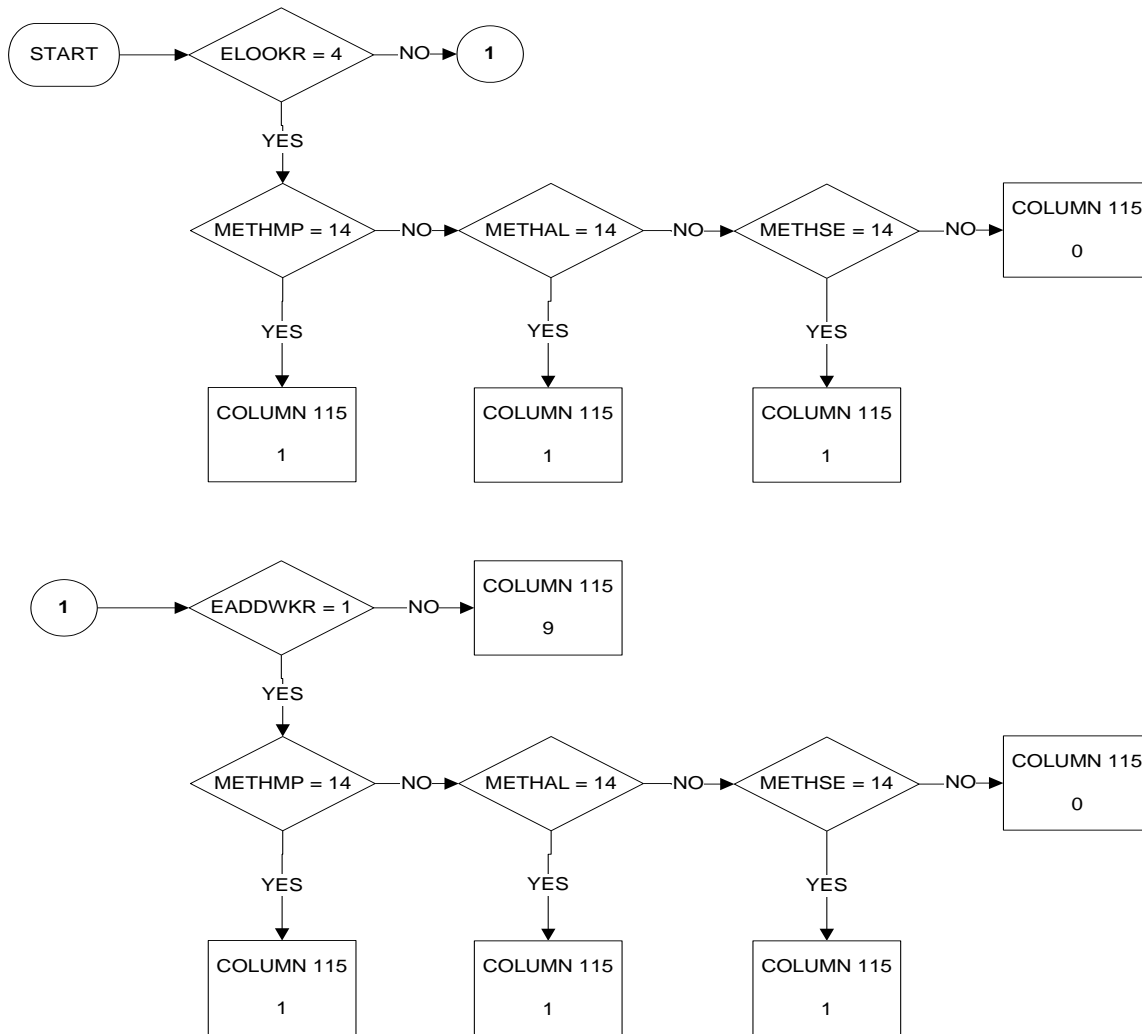 START
ELOOKR = 4
NO
1
YES
METHMP = 14
NO
METHAL = 14
NO
METHSE = 14
NO
COLUMN 115
0
YES
YES
YES
COLUMN 115
1
COLUMN 115
1
COLUMN 115
1
1
EADDWKR = 1
NO
COLUMN 115
9
YES
METHMP = 14
NO
METHAL = 14
NO
METHSE = 14
NO
COLUMN 115
0
YES
YES
YES
COLUMN 115
1
COLUMN 115
1
COLUMN 115
1